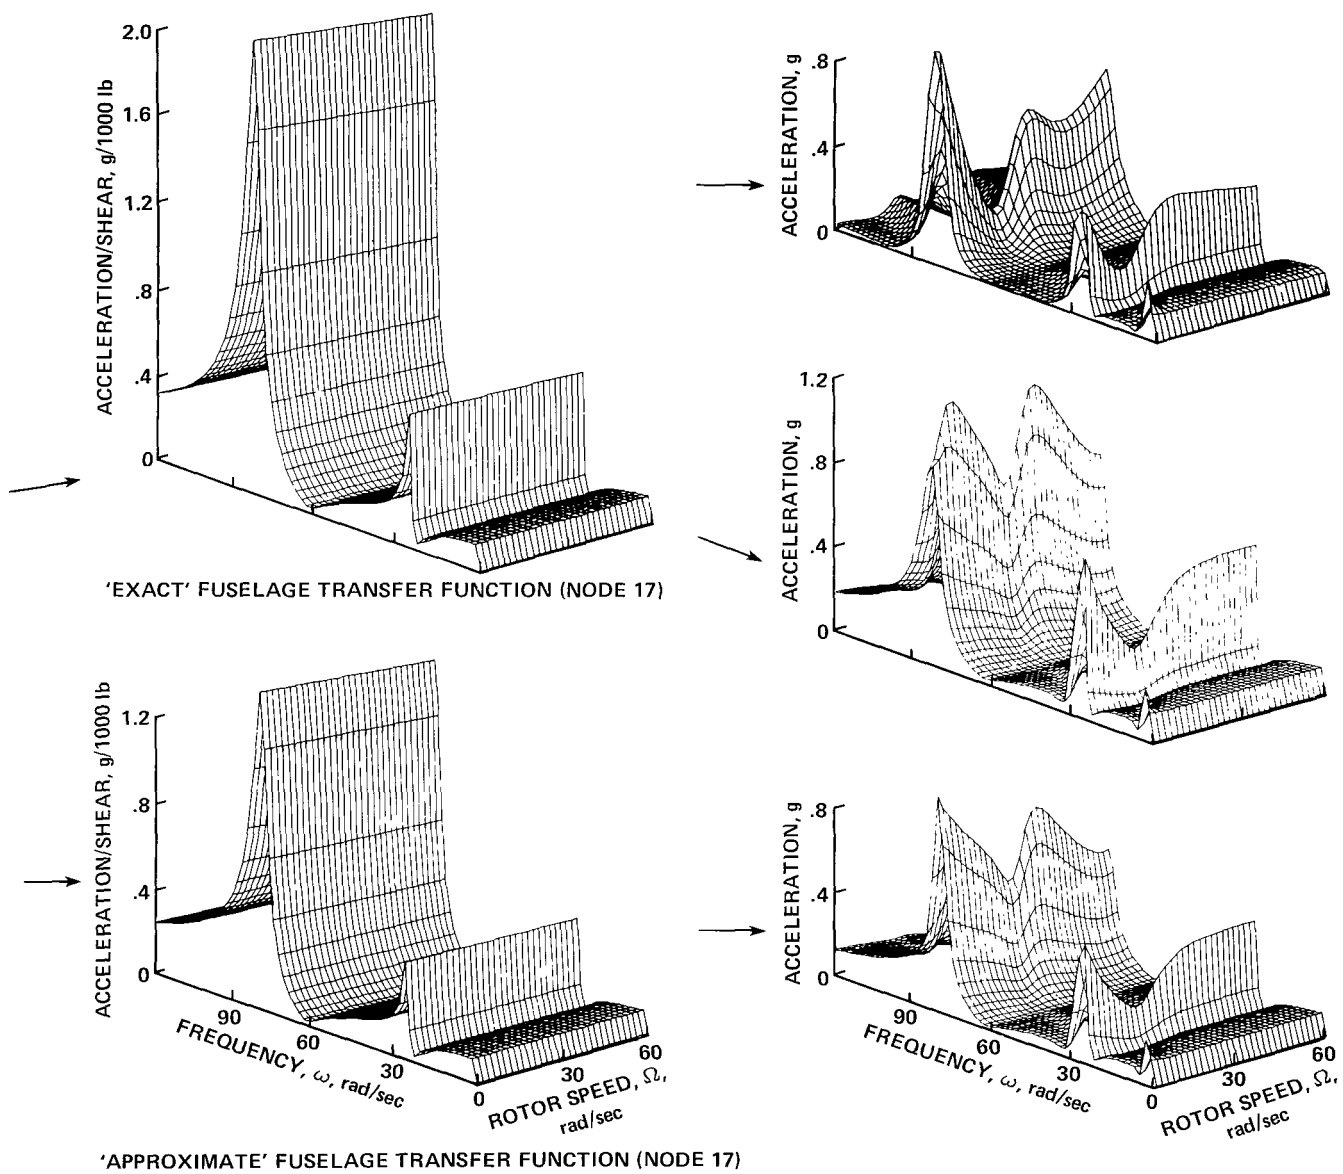 ACCELERATION/SHEAR, g/1000 lb
2.0
1.6
1.2
.8
.4
0
'EXACT' FUSELAGE TRANSFER FUNCTION (NODE 17)
ACCELERATION/SHEAR, g/1000 lb
1.2
.8
.4
0
90
60
30
0
FREQUENCY, ω, rad/sec
30
60
ROTOR SPEED, Ω,
rad/sec
'APPROXIMATE' FUSELAGE TRANSFER FUNCTION (NODE 17)
ACCELERATION, g
.8
.4
0
ACCELERATION, g
1.2
.8
.4
0
ACCELERATION, g
.8
.4
0
90
60
30
0
FREQUENCY, ω, rad/sec
30
60
ROTOR SPEED, Ω,
rad/sec